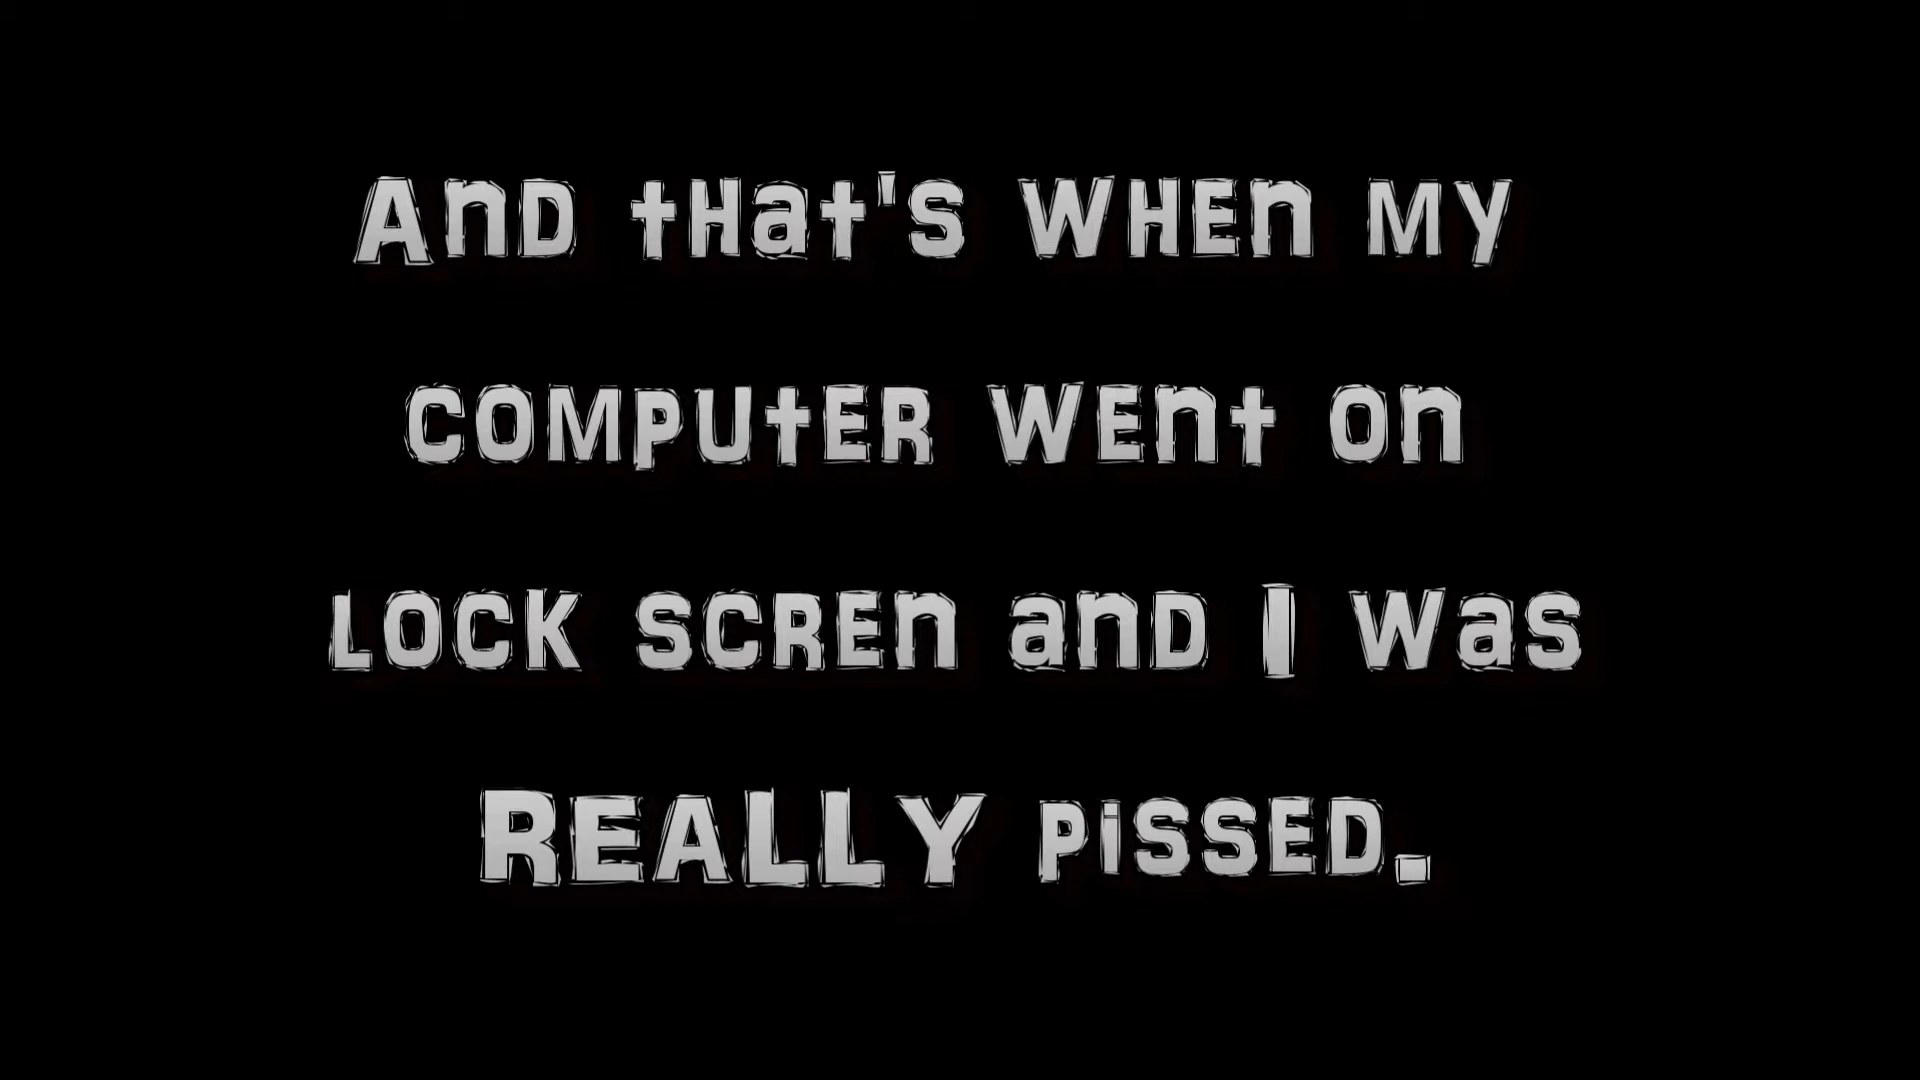 And that's when my
computer went on
lock scren and I was
REALLY pissed.